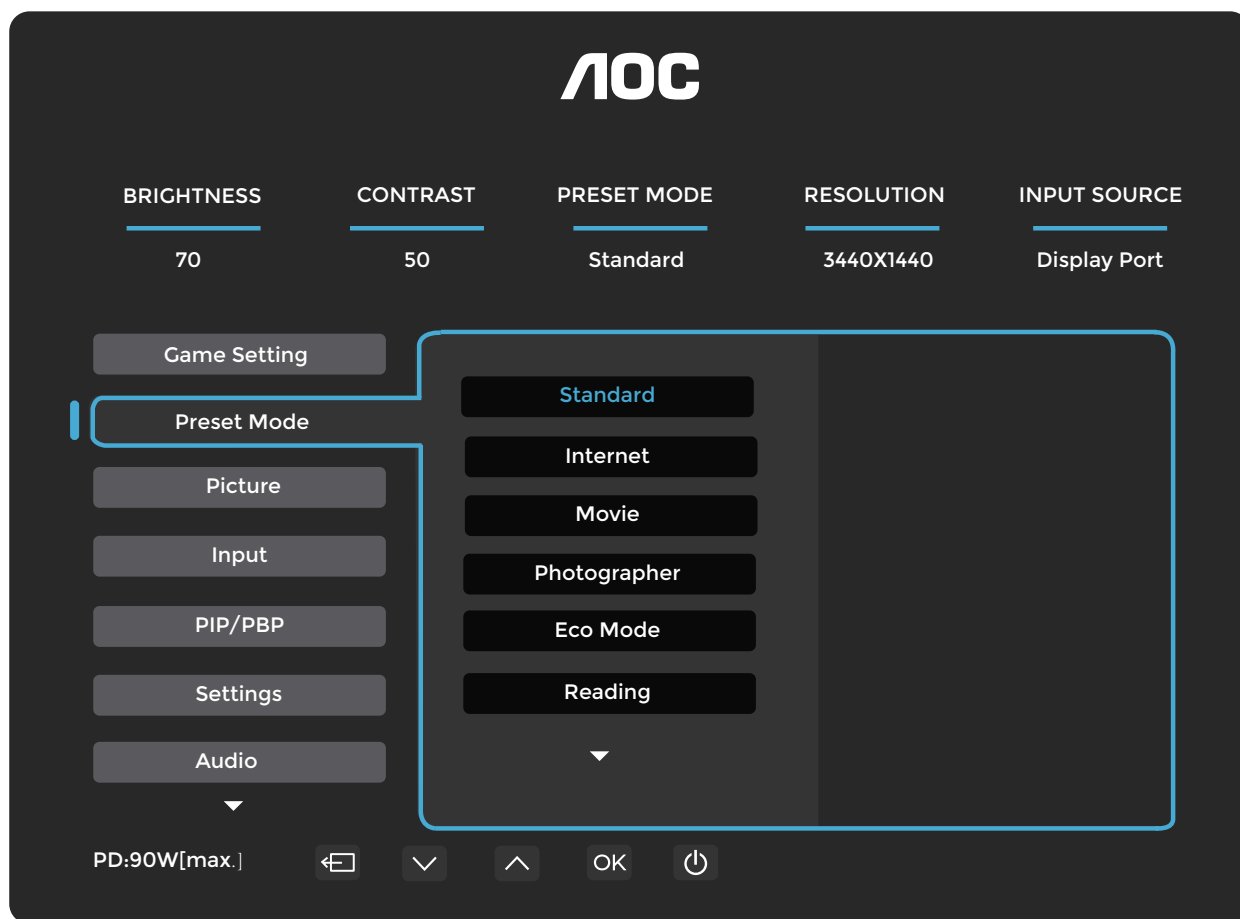 AOC
BRIGHTNESS CONTRAST PRESET MODE RESOLUTION INPUT SOURCE
70 50 Standard 3440X1440 Display Port
Game Setting
Preset Mode
Picture
Input
PIP/PBP
Settings
Audio
Standard
Internet
Movie
Photographer
Eco Mode
Reading
PD:90W[max.] OK